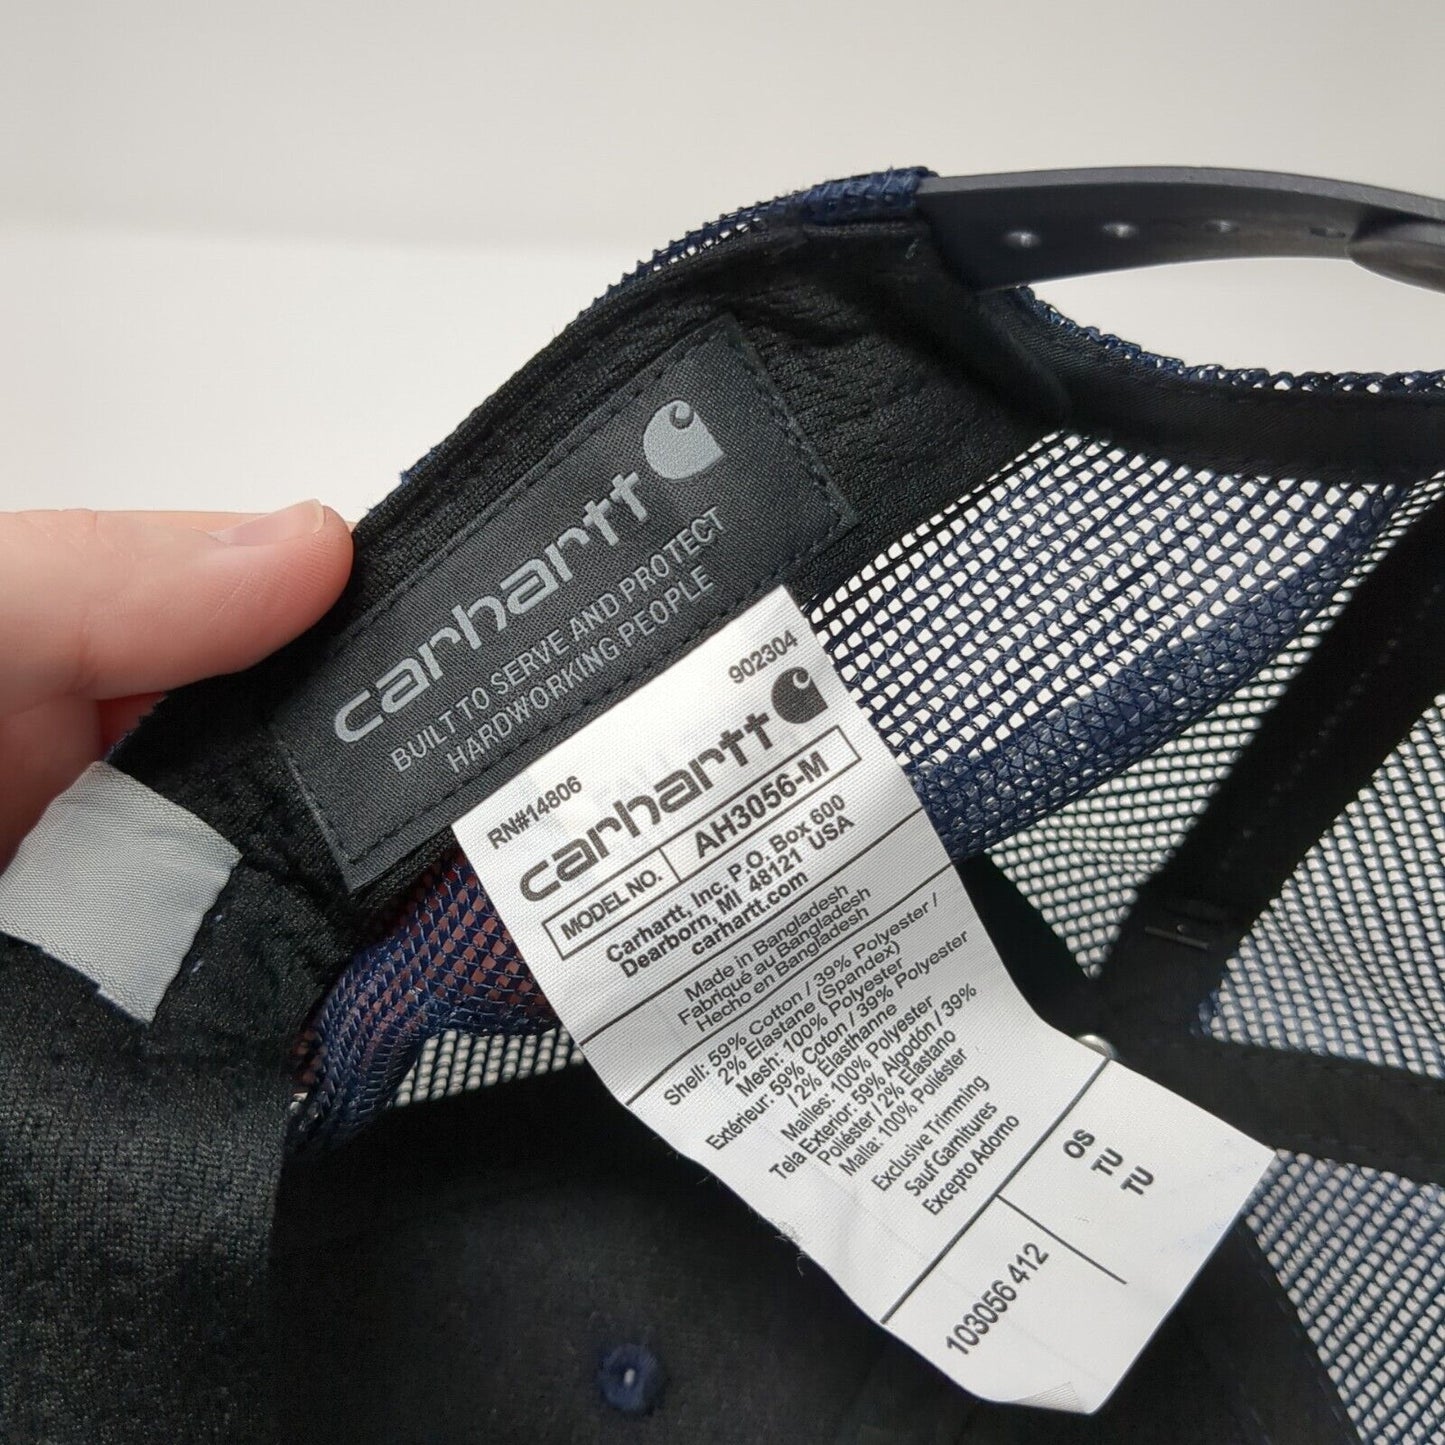 carhartt
BUILT TO SERVE AND PROTECT
HARDWORKING PEOPLE
RN#14806
902304
carhartt
MODEL NO. AH3056-M
Carhartt, Inc. P.O. Box 600
Dearborn, MI 48121 USA
carhartt.com
Made in Bangladesh
Fabriqué au Bangladesh
Hecho en Bangladesh
Shell: 59% Cotton / 39% Polyester /
2% Elastane (Spandex)
Mesh: 100% Polyester
Extérieur: 59% Coton / 39% Polyester
/ 2% Élasthanne
Mailles: 100% Polyester
Tela Exterior: 59% Algodón / 39%
Poliéster / 2% Elastano
Malla: 100% Poliéster
Exclusive Trimming
Sauf Garnitures
Excepto Adorno
OS
TU
TU
103056 412